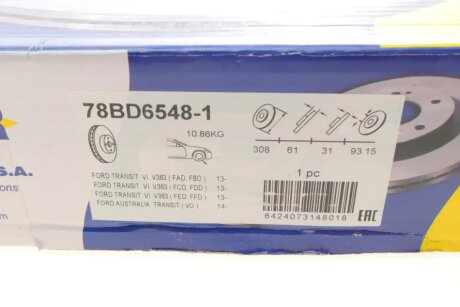 78BD6548-1
10.86KG
308 61 31 93.15
1 pc
FORD TRANSIT VI V363 ( FAD FBD ) 13-
FORD TRANSIT VI V363 ( FCD FDD ) 13-
FORD TRANSIT VI V363 ( FED FFD ) 13-
FORD AUSTRALIA TRANSIT ( VO ) 14-
8424073148018
EAC
R
S.A.
ons
m